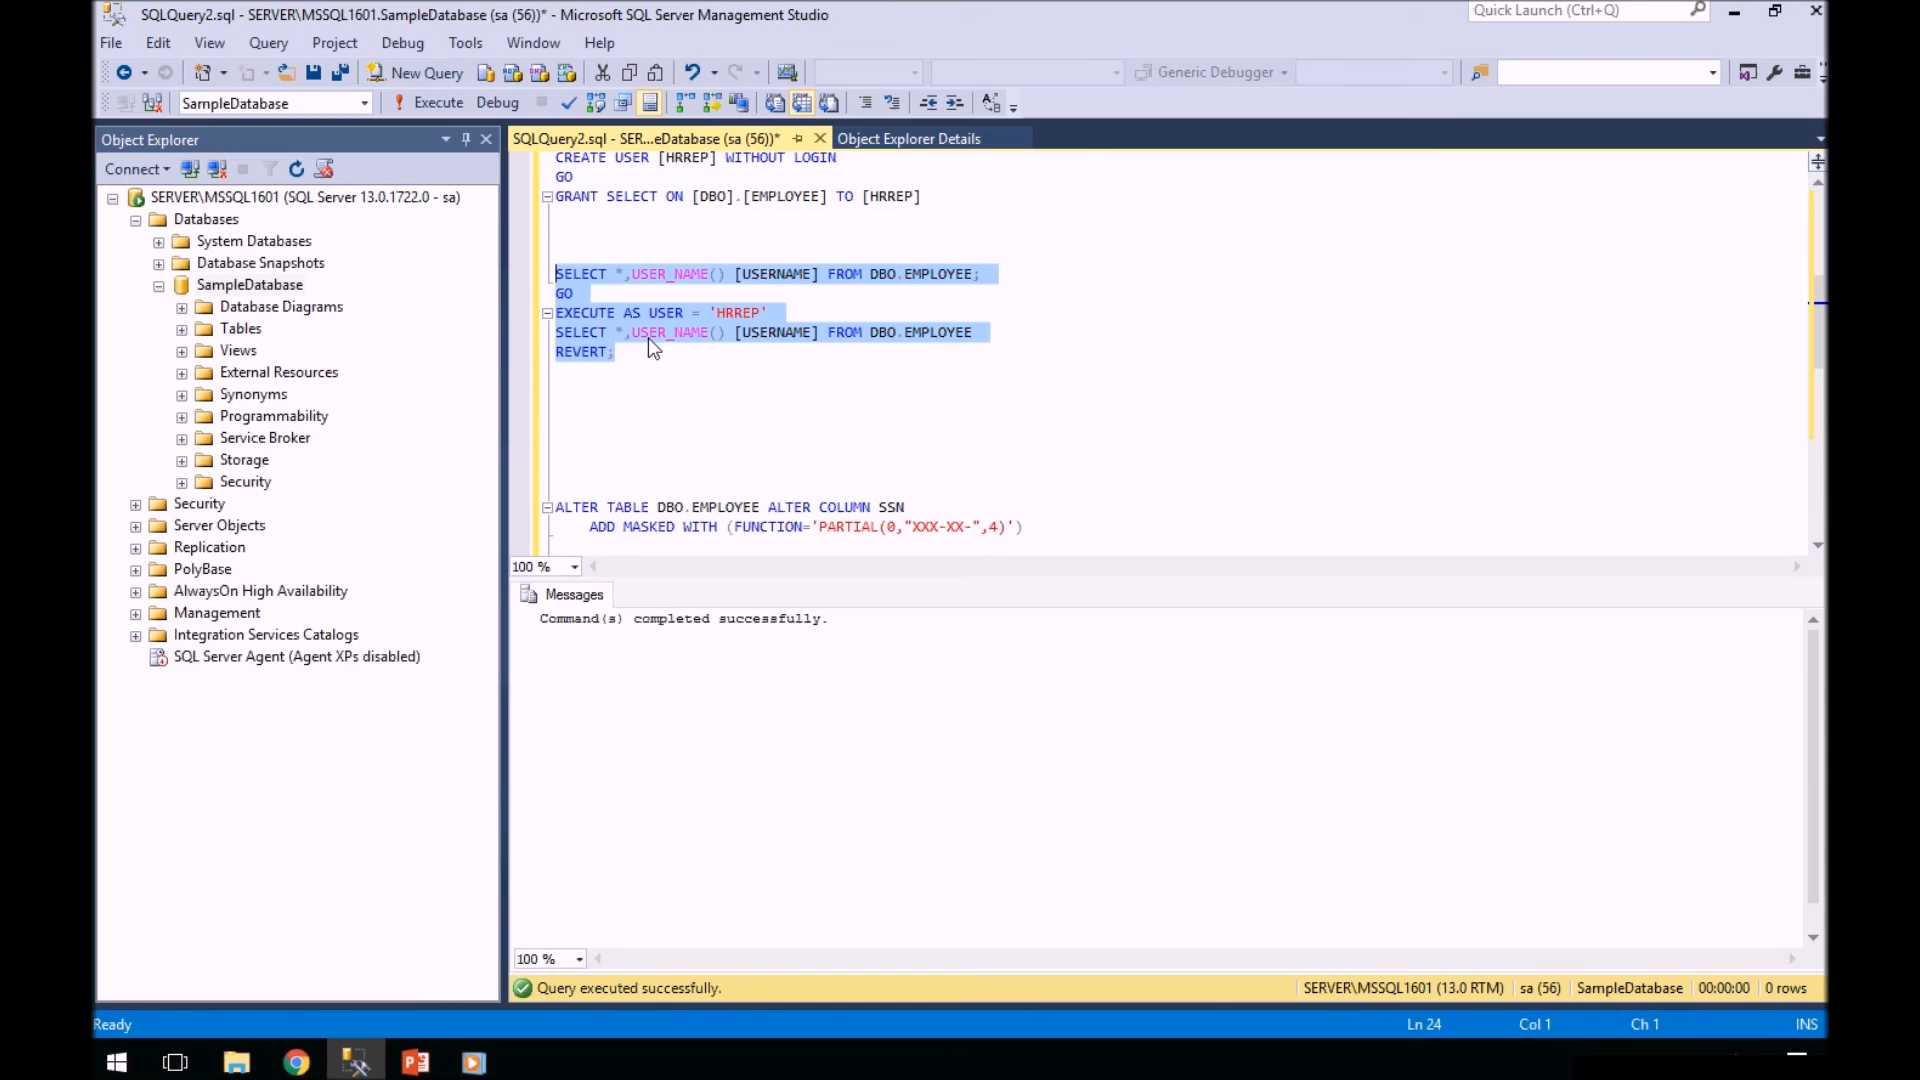 SQLQuery2.sql - SERVER\MSSQL1601.SampleDatabase (sa (56))* - Microsoft SQL Server Management Studio
Quick Launch (Ctrl+Q)
File Edit View Query Project Debug Tools Window Help
New Query
Generic Debugger
SampleDatabase
Execute Debug
Object Explorer
SQLQuery2.sql - SER...eDatabase (sa (56))*
Object Explorer Details
Connect
SERVER\MSSQL1601 (SQL Server 13.0.1722.0 - sa)
Databases
System Databases
Database Snapshots
SampleDatabase
Database Diagrams
Tables
Views
External Resources
Synonyms
Programmability
Service Broker
Storage
Security
Security
Server Objects
Replication
PolyBase
AlwaysOn High Availability
Management
Integration Services Catalogs
SQL Server Agent (Agent XPs disabled)
CREATE USER [HRREP] WITHOUT LOGIN
GO
GRANT SELECT ON [DBO].[EMPLOYEE] TO [HRREP]
SELECT *,USER_NAME() [USERNAME] FROM DBO.EMPLOYEE;
GO
EXECUTE AS USER = 'HRREP'
SELECT *,USER_NAME() [USERNAME] FROM DBO.EMPLOYEE
REVERT;
ALTER TABLE DBO.EMPLOYEE ALTER COLUMN SSN
ADD MASKED WITH (FUNCTION='PARTIAL(0,"XXX-XX-",4)')
100 %
Messages
Command(s) completed successfully.
100 %
Query executed successfully.
SERVER\MSSQL1601 (13.0 RTM) sa (56) SampleDatabase 00:00:00 0 rows
Ready
Ln 24 Col 1 Ch 1 INS